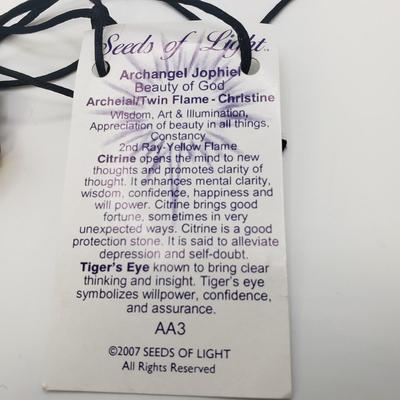 Seeds of Light™
Archangel Jophiel
Beauty of God
Archeial/Twin Flame - Christine
Wisdom, Art & Illumination,
Appreciation of beauty in all things,
Constancy
2nd Ray-Yellow Flame
Citrine opens the mind to new
thoughts and promotes clarity of
thought. It enhances mental clarity,
wisdom, confidence, happiness and
will power. Citrine brings good
fortune, sometimes in very
unexpected ways. Citrine is a good
protection stone. It is said to alleviate
depression and self-doubt.
Tiger's Eye known to bring clear
thinking and insight. Tiger's eye
symbolizes willpower, confidence,
and assurance.
AA3
©2007 SEEDS OF LIGHT
All Rights Reserved